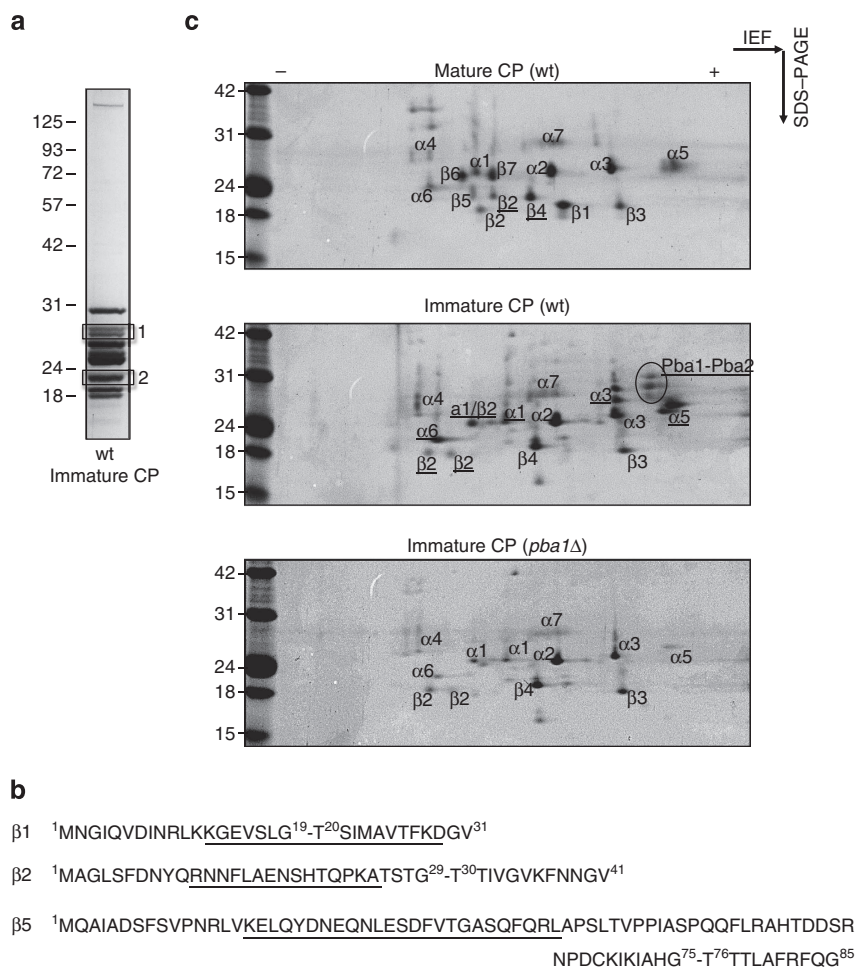 a
125
93
72
57
42
31
24
18
1
2
wt
Immature CP
c
IEF
SDS–PAGE
– Mature CP (wt) +
42
31
24
18
15
α4
α7
α1
β6
β7
α2
α3
α5
α6
β5
β2
β2
β4
β1
β3
Immature CP (wt)
42
31
24
18
15
Pba1-Pba2
α4
α7
α3
a1/β2
α1
α2
α3
α5
α6
β2
β2
β4
β3
Immature CP (pba1Δ)
42
31
24
18
15
α7
α4
α1
α1
α2
α3
α5
α6
β2
β2
β4
β3
b
β1 ¹MNGIQVDINRLKKGEVSLG¹⁹-T²⁰SIMAVTFKDGV³¹
β2 ¹MAGLSFDNYQRNNFLAENSHTQPKATSTG²⁹-T³⁰TIVGVKFNNGV⁴¹
β5 ¹MQAIADSFSVPNRLVKELQYDNEQNLESDFVTGASQFQRLAPSLTVPPIASPQQFLRAHTDDSR
NPDCKIKIAHG⁷⁵-T⁷⁶TTLAFRFQG⁸⁵